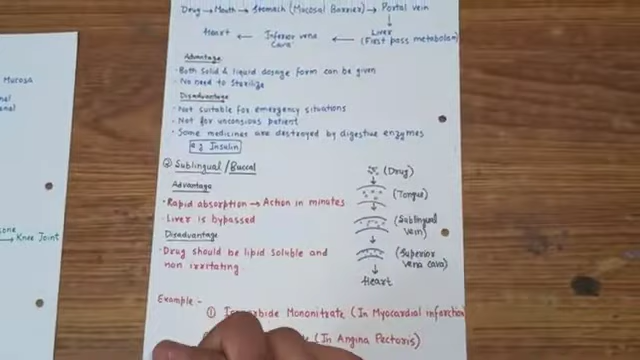 Mucosa
Knee Joint
Drug → Mouth → Stomach (Mucosal Barrier) → Portal vein
Heart ← Inferior vena cava ← Liver
(First pass metabolism)
Advantage
· Both solid & liquid dosage form can be given
· No need to sterilize
Disadvantage
· Not suitable for emergency situations
· Not for unconsious patient
· Some medicines are destroyed by digestive enzymes
e.g Insulin
② Sublingual/Buccal
Advantage
· Rapid absorption → Action in minutes
· Liver is bypassed
Disadvantage
· Drug should be lipid soluble and
non irritating.
(Drug)
(Tongue)
(Sublingual
vein)
(Superior
vena cava)
Heart
Example :-
① Mononitrate (In Myocardial infarction)
(In Angina Pectoris)